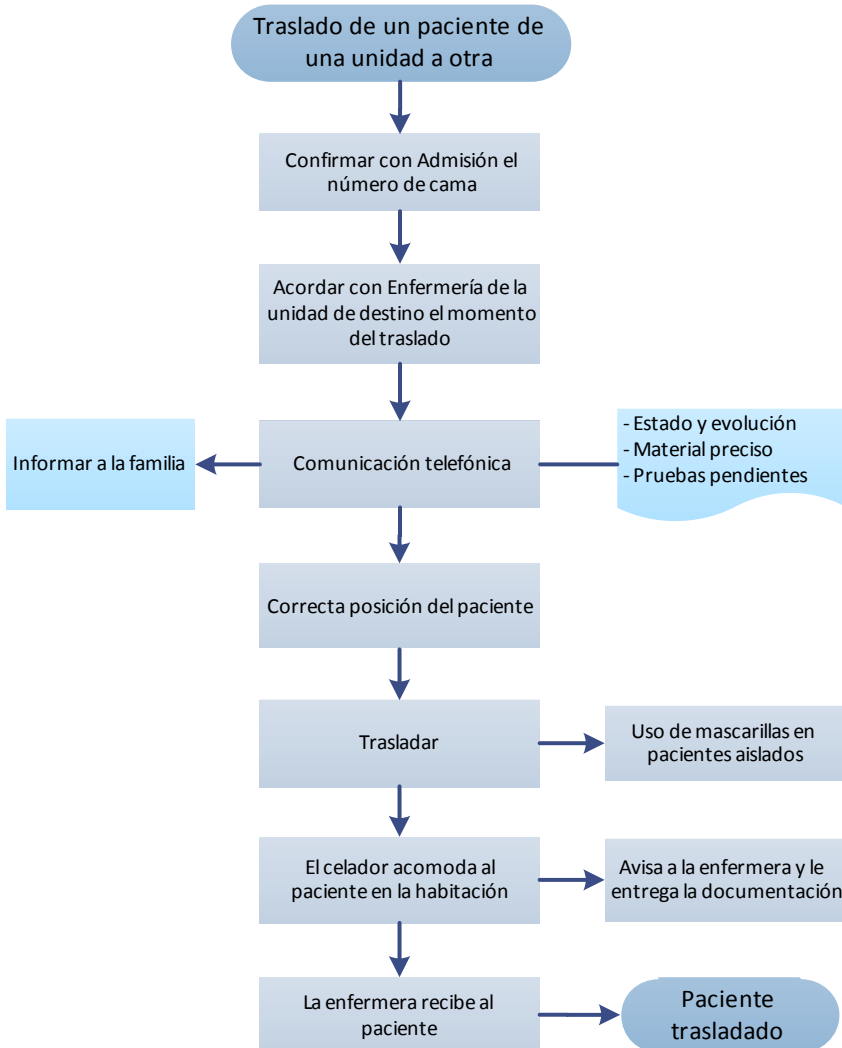 Traslado de un paciente de
una unidad a otra
Confirmar con Admisión el
número de cama
Acordar con Enfermería de la
unidad de destino el momento
del traslado
Informar a la familia
Comunicación telefónica
- Estado y evolución
- Material preciso
- Pruebas pendientes
Correcta posición del paciente
Trasladar
Uso de mascarillas en
pacientes aislados
El celador acomoda al
paciente en la habitación
Avisa a la enfermera y le
entrega la documentación
La enfermera recibe al
paciente
Paciente
trasladado